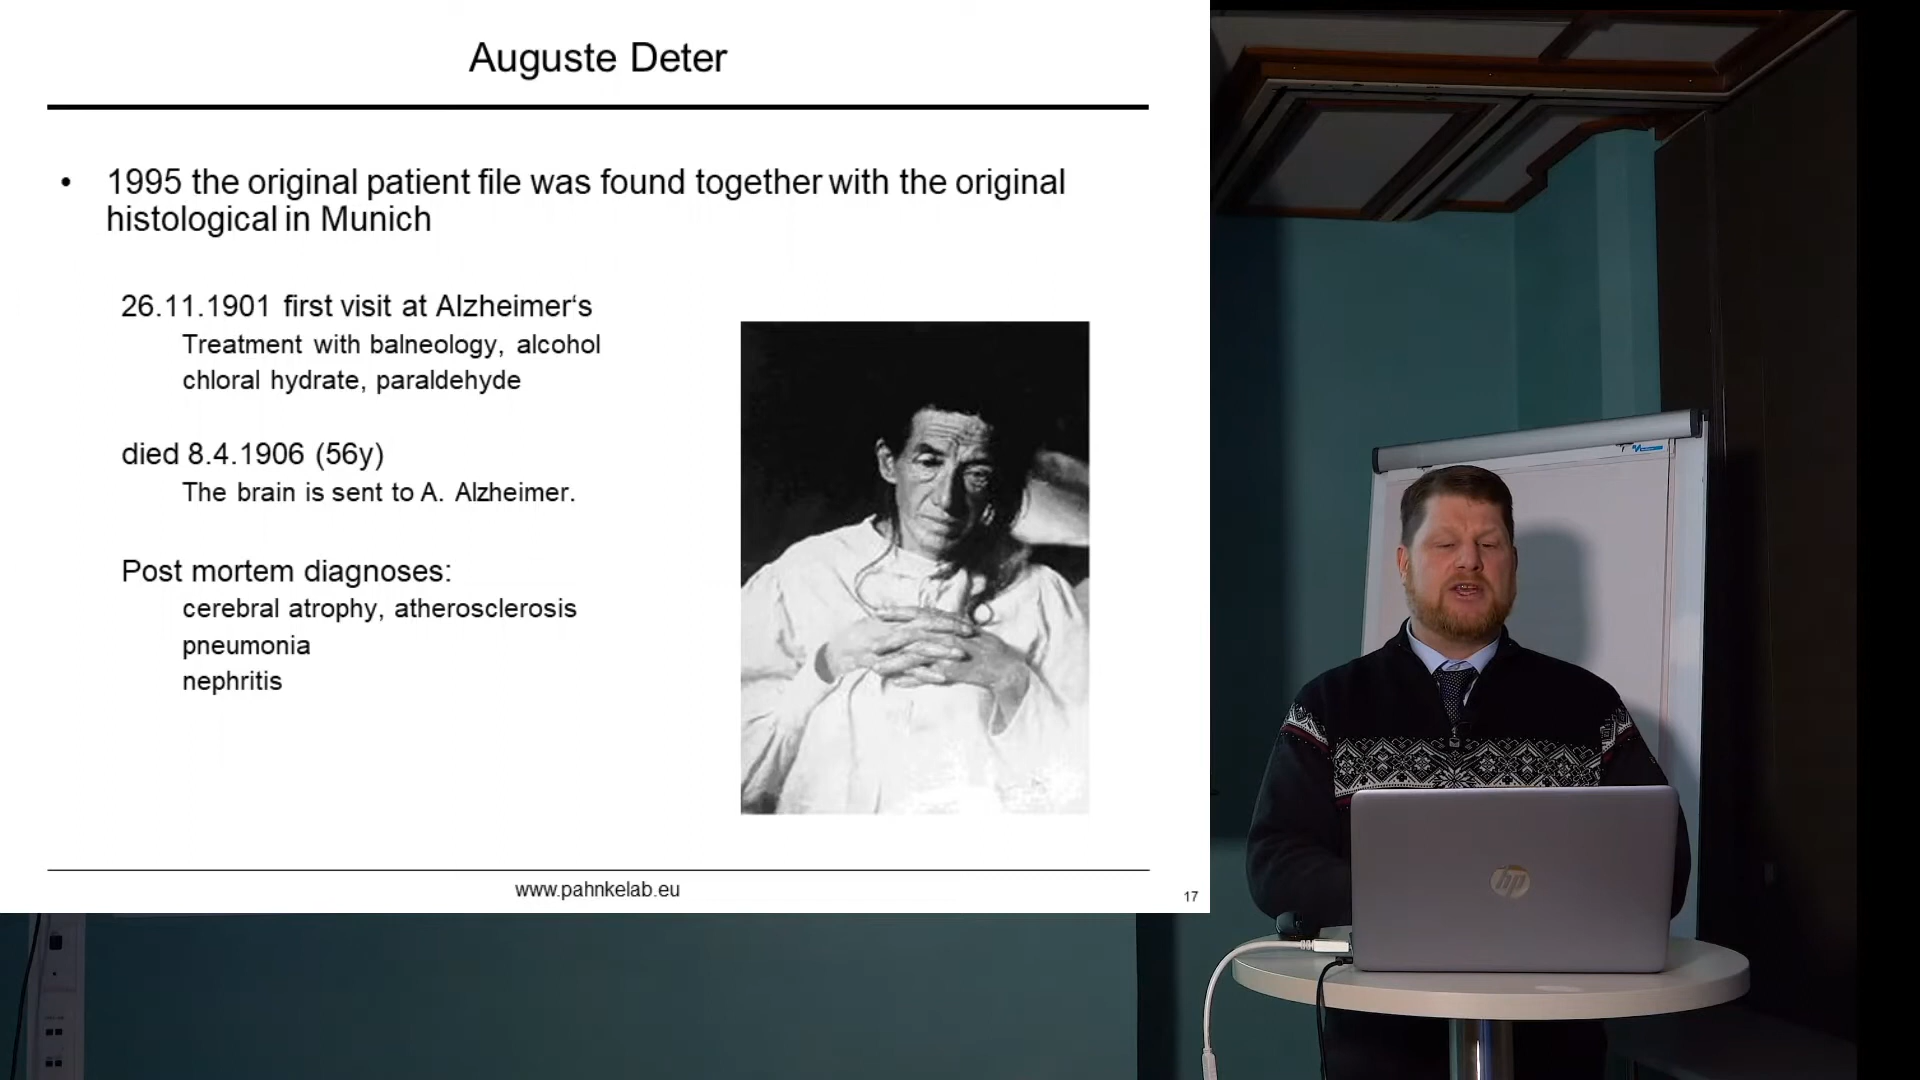 Auguste Deter
• 1995 the original patient file was found together with the original
histological in Munich
26.11.1901 first visit at Alzheimer‘s
Treatment with balneology, alcohol
chloral hydrate, paraldehyde
died 8.4.1906 (56y)
The brain is sent to A. Alzheimer.
Post mortem diagnoses:
cerebral atrophy, atherosclerosis
pneumonia
nephritis
www.pahnkelab.eu
17
hp